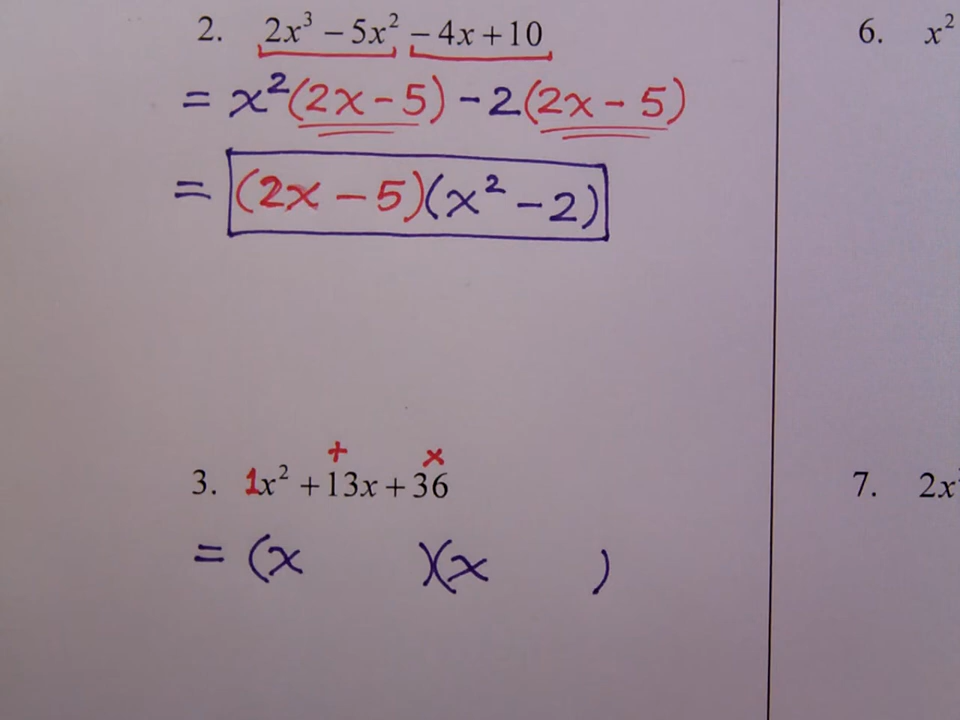 2. 2x³ − 5x² − 4x + 10
= x²(2x − 5) − 2(2x − 5)
= (2x − 5)(x² − 2)
+ x
3. 1x² + 13x + 36
= (x )(x )
6. x²
7. 2x